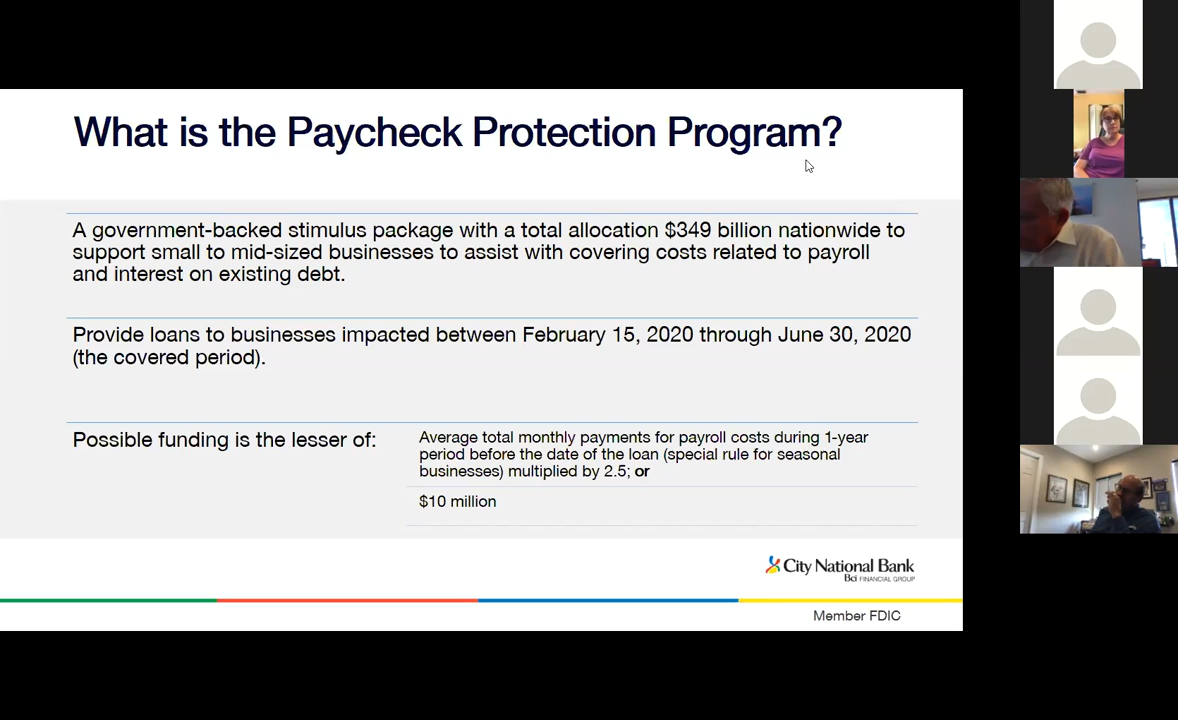 What is the Paycheck Protection Program?
A government-backed stimulus package with a total allocation $349 billion nationwide to
support small to mid-sized businesses to assist with covering costs related to payroll
and interest on existing debt.
Provide loans to businesses impacted between February 15, 2020 through June 30, 2020
(the covered period).
Possible funding is the lesser of:
Average total monthly payments for payroll costs during 1-year
period before the date of the loan (special rule for seasonal
businesses) multiplied by 2.5; or
$10 million
City National Bank
Bci FINANCIAL GROUP
Member FDIC